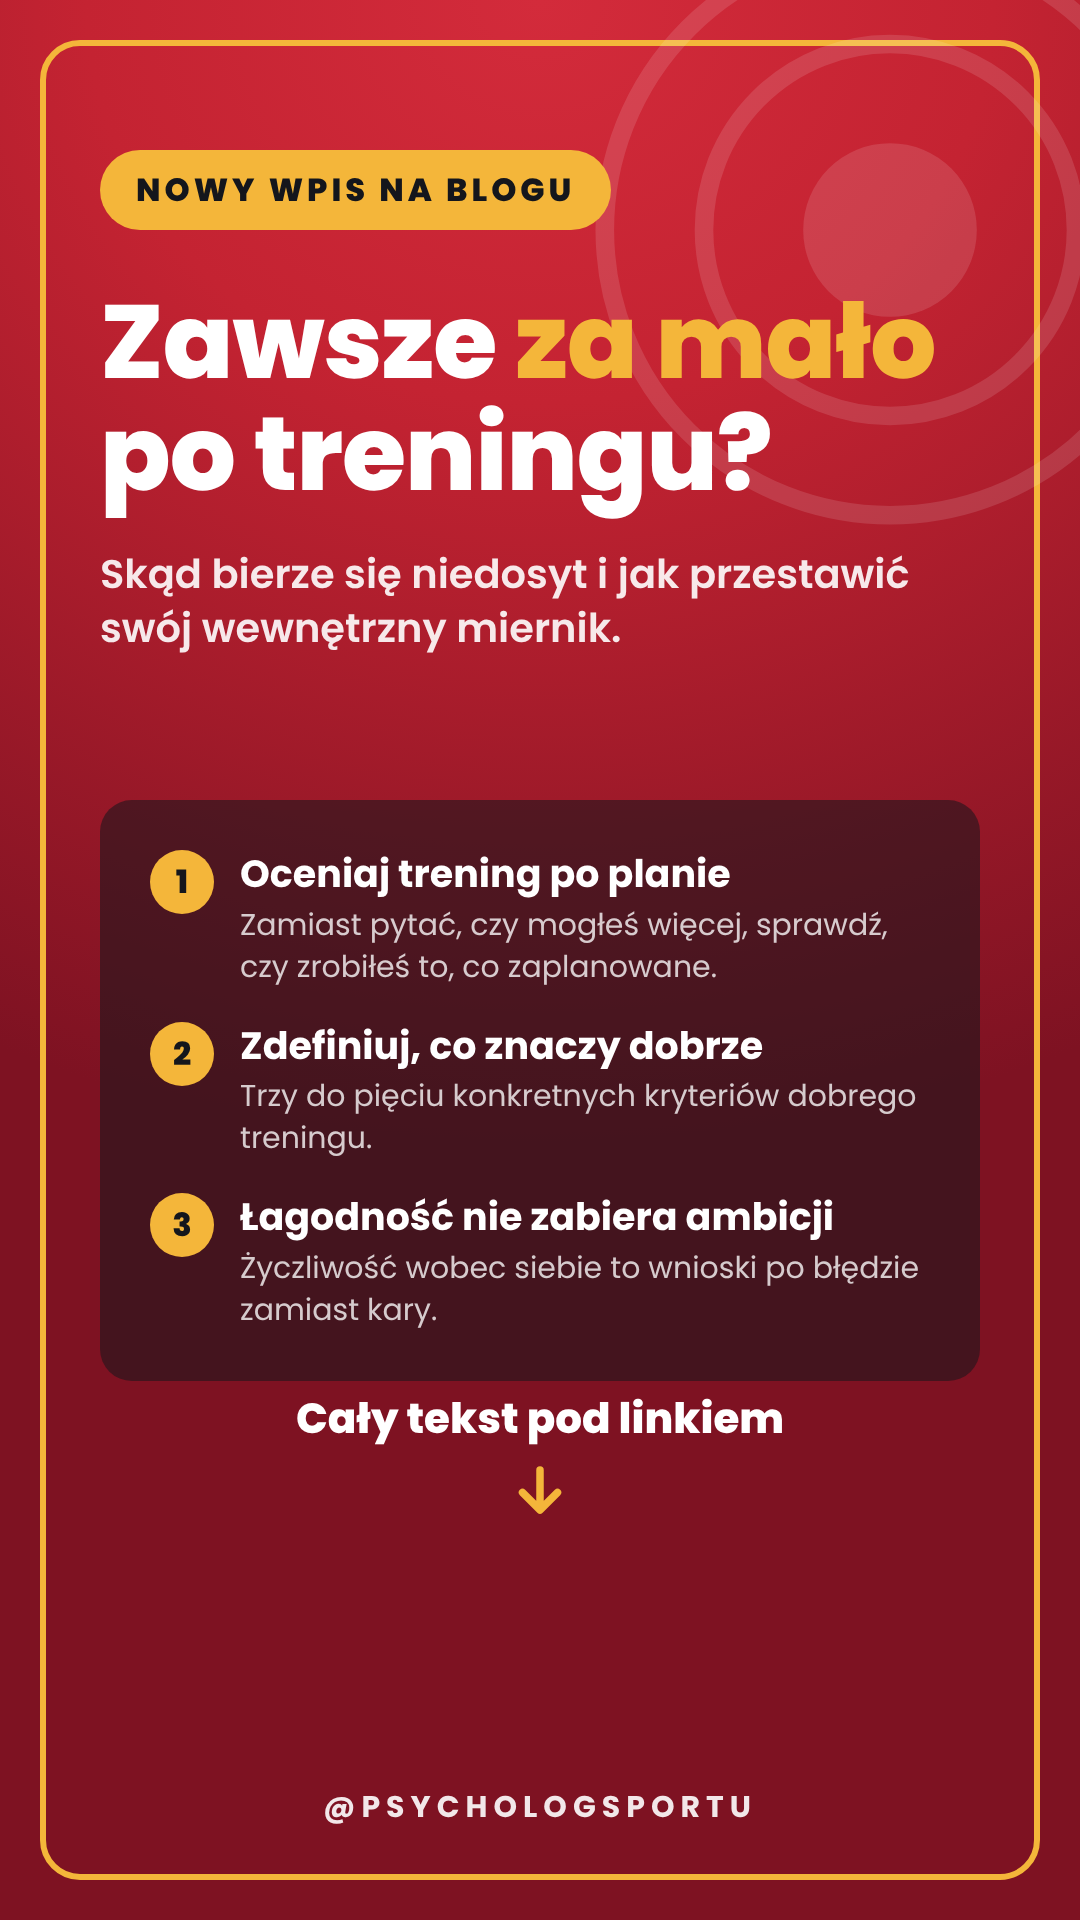 NOWY WPIS NA BLOGU
Zawsze za mało
po treningu?
Skąd bierze się niedosyt i jak przestawić
swój wewnętrzny miernik.
1
Oceniaj trening po planie
Zamiast pytać, czy mogłeś więcej, sprawdź,
czy zrobiłeś to, co zaplanowane.
2
Zdefiniuj, co znaczy dobrze
Trzy do pięciu konkretnych kryteriów dobrego
treningu.
3
Łagodność nie zabiera ambicji
Życzliwość wobec siebie to wnioski po błędzie
zamiast kary.
Cały tekst pod linkiem
@PSYCHOLOGSPORTU